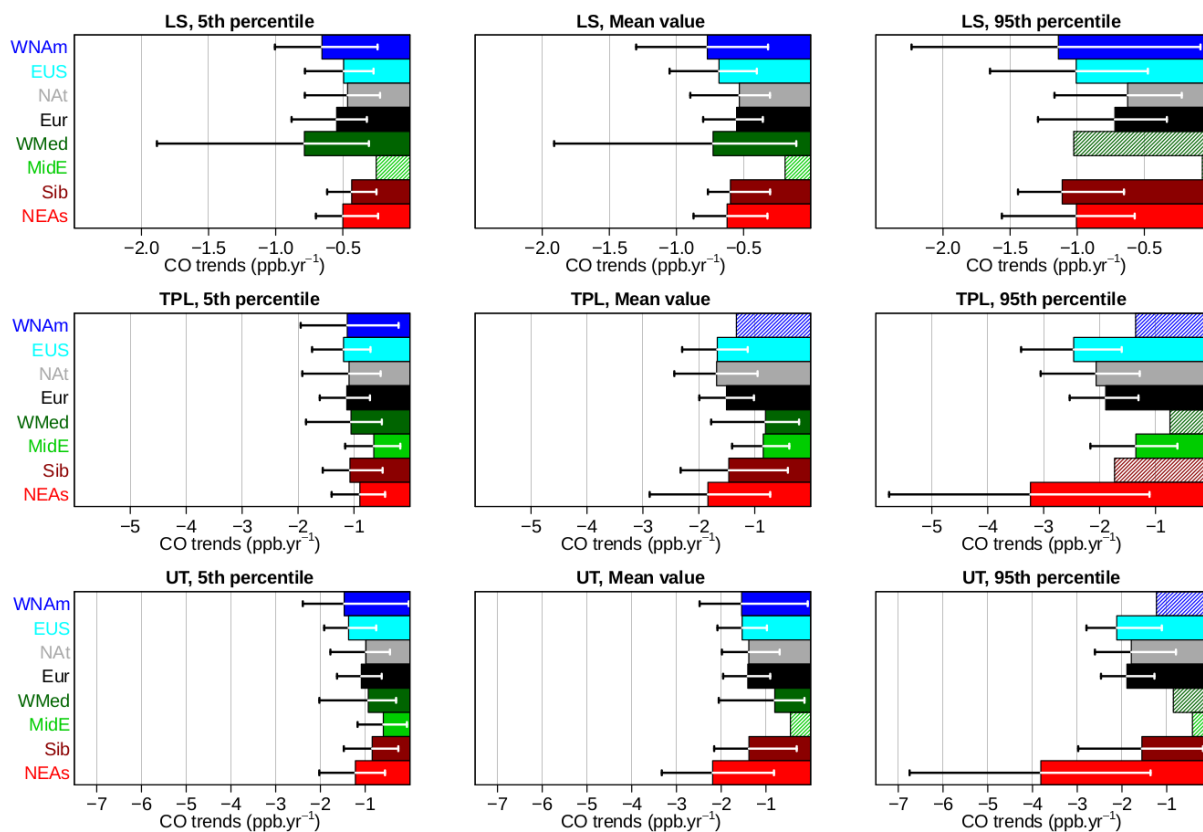 LS, 5th percentile
LS, Mean value
LS, 95th percentile
WNAm
EUS
NAt
Eur
WMed
MidE
Sib
NEAs
−2.0 −1.5 −1.0 −0.5
−2.0 −1.5 −1.0 −0.5
−2.0 −1.5 −1.0 −0.5
CO trends (ppb.yr⁻¹)
CO trends (ppb.yr⁻¹)
CO trends (ppb.yr⁻¹)
TPL, 5th percentile
TPL, Mean value
TPL, 95th percentile
WNAm
EUS
NAt
Eur
WMed
MidE
Sib
NEAs
−5 −4 −3 −2 −1
−5 −4 −3 −2 −1
−5 −4 −3 −2 −1
CO trends (ppb.yr⁻¹)
CO trends (ppb.yr⁻¹)
CO trends (ppb.yr⁻¹)
UT, 5th percentile
UT, Mean value
UT, 95th percentile
WNAm
EUS
NAt
Eur
WMed
MidE
Sib
NEAs
−7 −6 −5 −4 −3 −2 −1
−7 −6 −5 −4 −3 −2 −1
−7 −6 −5 −4 −3 −2 −1
CO trends (ppb.yr⁻¹)
CO trends (ppb.yr⁻¹)
CO trends (ppb.yr⁻¹)